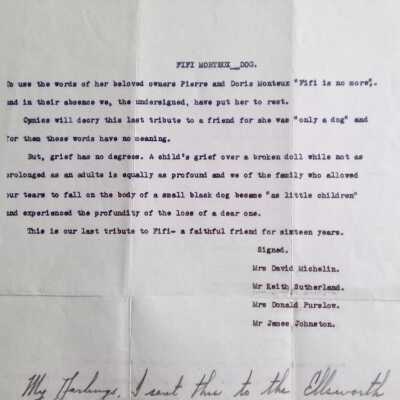 FIFI MONTEUX__DOG.
To use the words of her beloved owners Pierre and Doris Monteux "Fifi is no more",.
and in their absence we, the undersigned, have put her to rest.
Cynics will decry this last tribute to a friend for she was "only a dog" and
for them these words have no meaning.
But, grief has no degrees. A child's grief over a broken doll while not as
prolonged as an adults is equally as profound and we of the family who allowed
our tears to fall on the body of a small black dog became "as little children"
and experienced the profundity of the loss of a dear one.
This is our last tribute to Fifi- a faithful friend for sixteen years.
Signed.
Mrs David Michelin.
Mr Keith Sutherland.
Mrs Donald Purslow.
Mr James Johnston.
My Darlings, I sent this to the Ellsworth